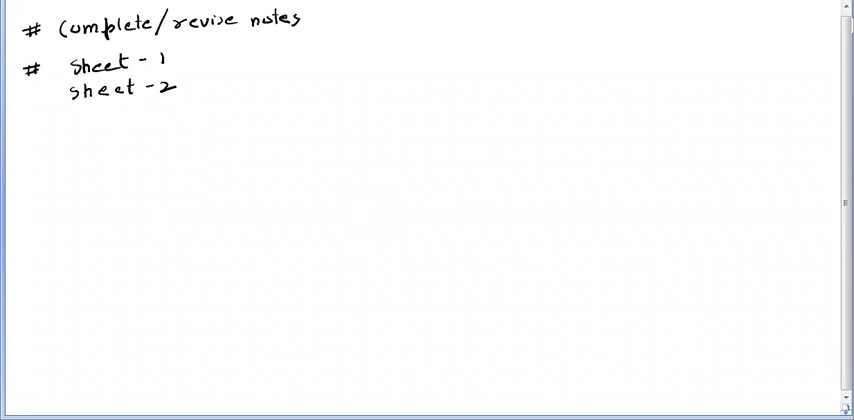 # Complete/revise notes
# Sheet - 1
sheet - 2